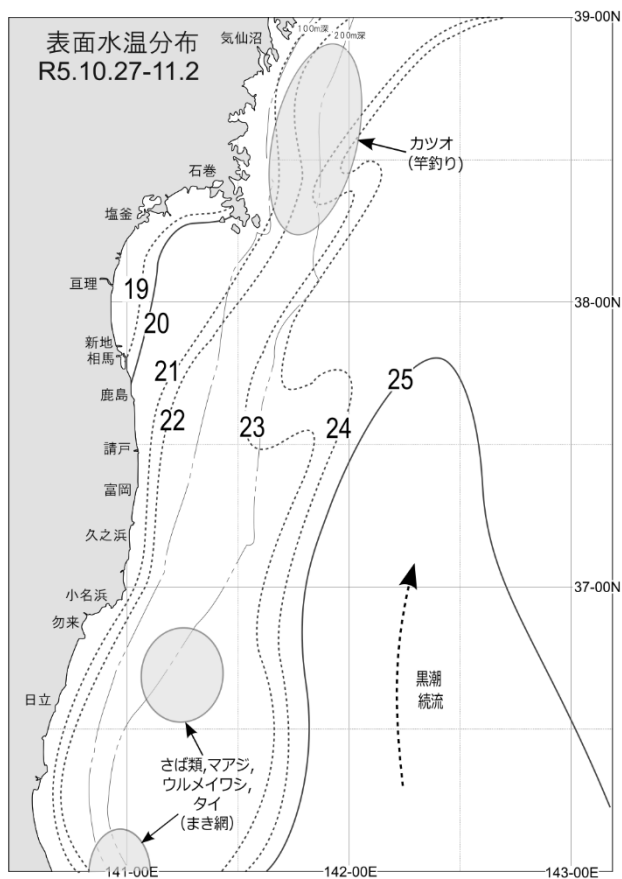 表面水温分布
R5.10.27-11.2
気仙沼
100m深
200m深
39-00N
カツオ
(竿釣り)
石巻
塩釜
亘理
19
20
38-00N
新地
相馬
21
25
鹿島
22
23
24
請戸
富岡
久之浜
小名浜
37-00N
勿来
黒潮
続流
日立
さば類,マアジ,
ウルメイワシ,
タイ
(まき網)
141-00E
142-00E
143-00E